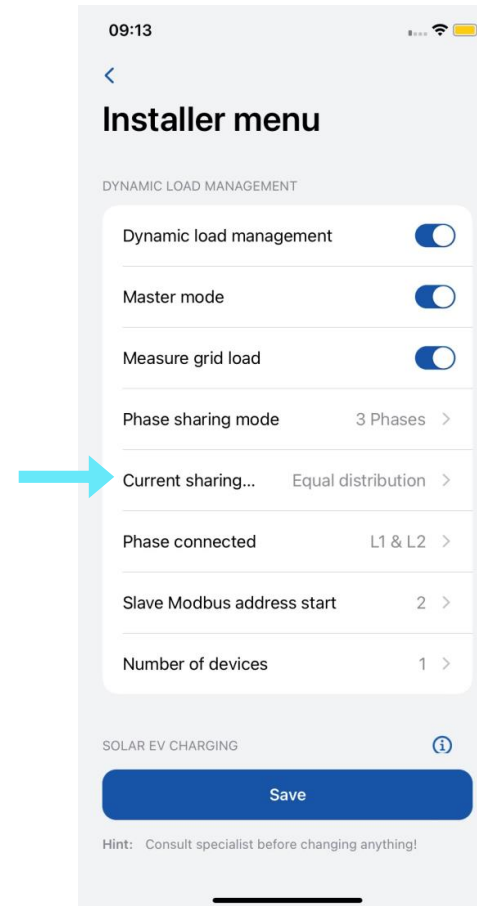 09:13
Installer menu
DYNAMIC LOAD MANAGEMENT
Dynamic load management
Master mode
Measure grid load
Phase sharing mode 3 Phases
Current sharing... Equal distribution
Phase connected L1 & L2
Slave Modbus address start 2
Number of devices 1
SOLAR EV CHARGING
Save
Hint: Consult specialist before changing anything!